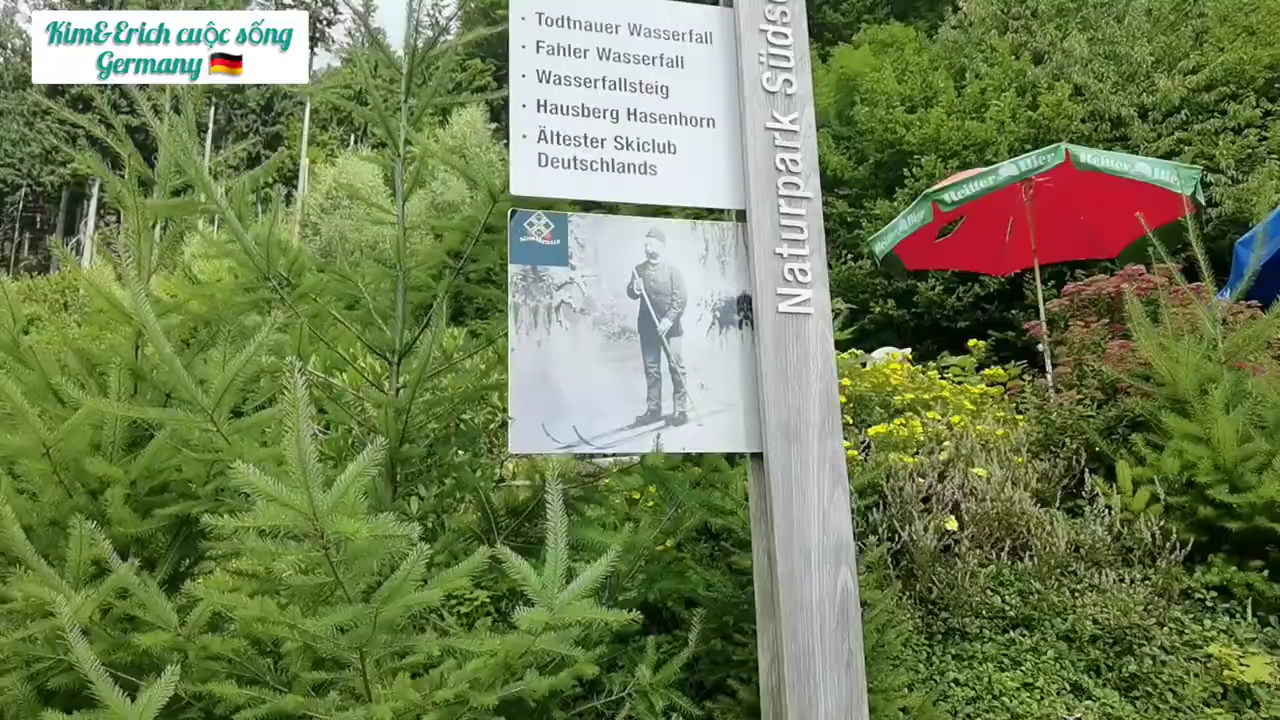 Kim&Erich cuộc sống
Germany
· Todtnauer Wasserfall
· Fahler Wasserfall
· Wasserfallsteig
· Hausberg Hasenhorn
· Ältester Skiclub
Deutschlands
Naturpark Südsc